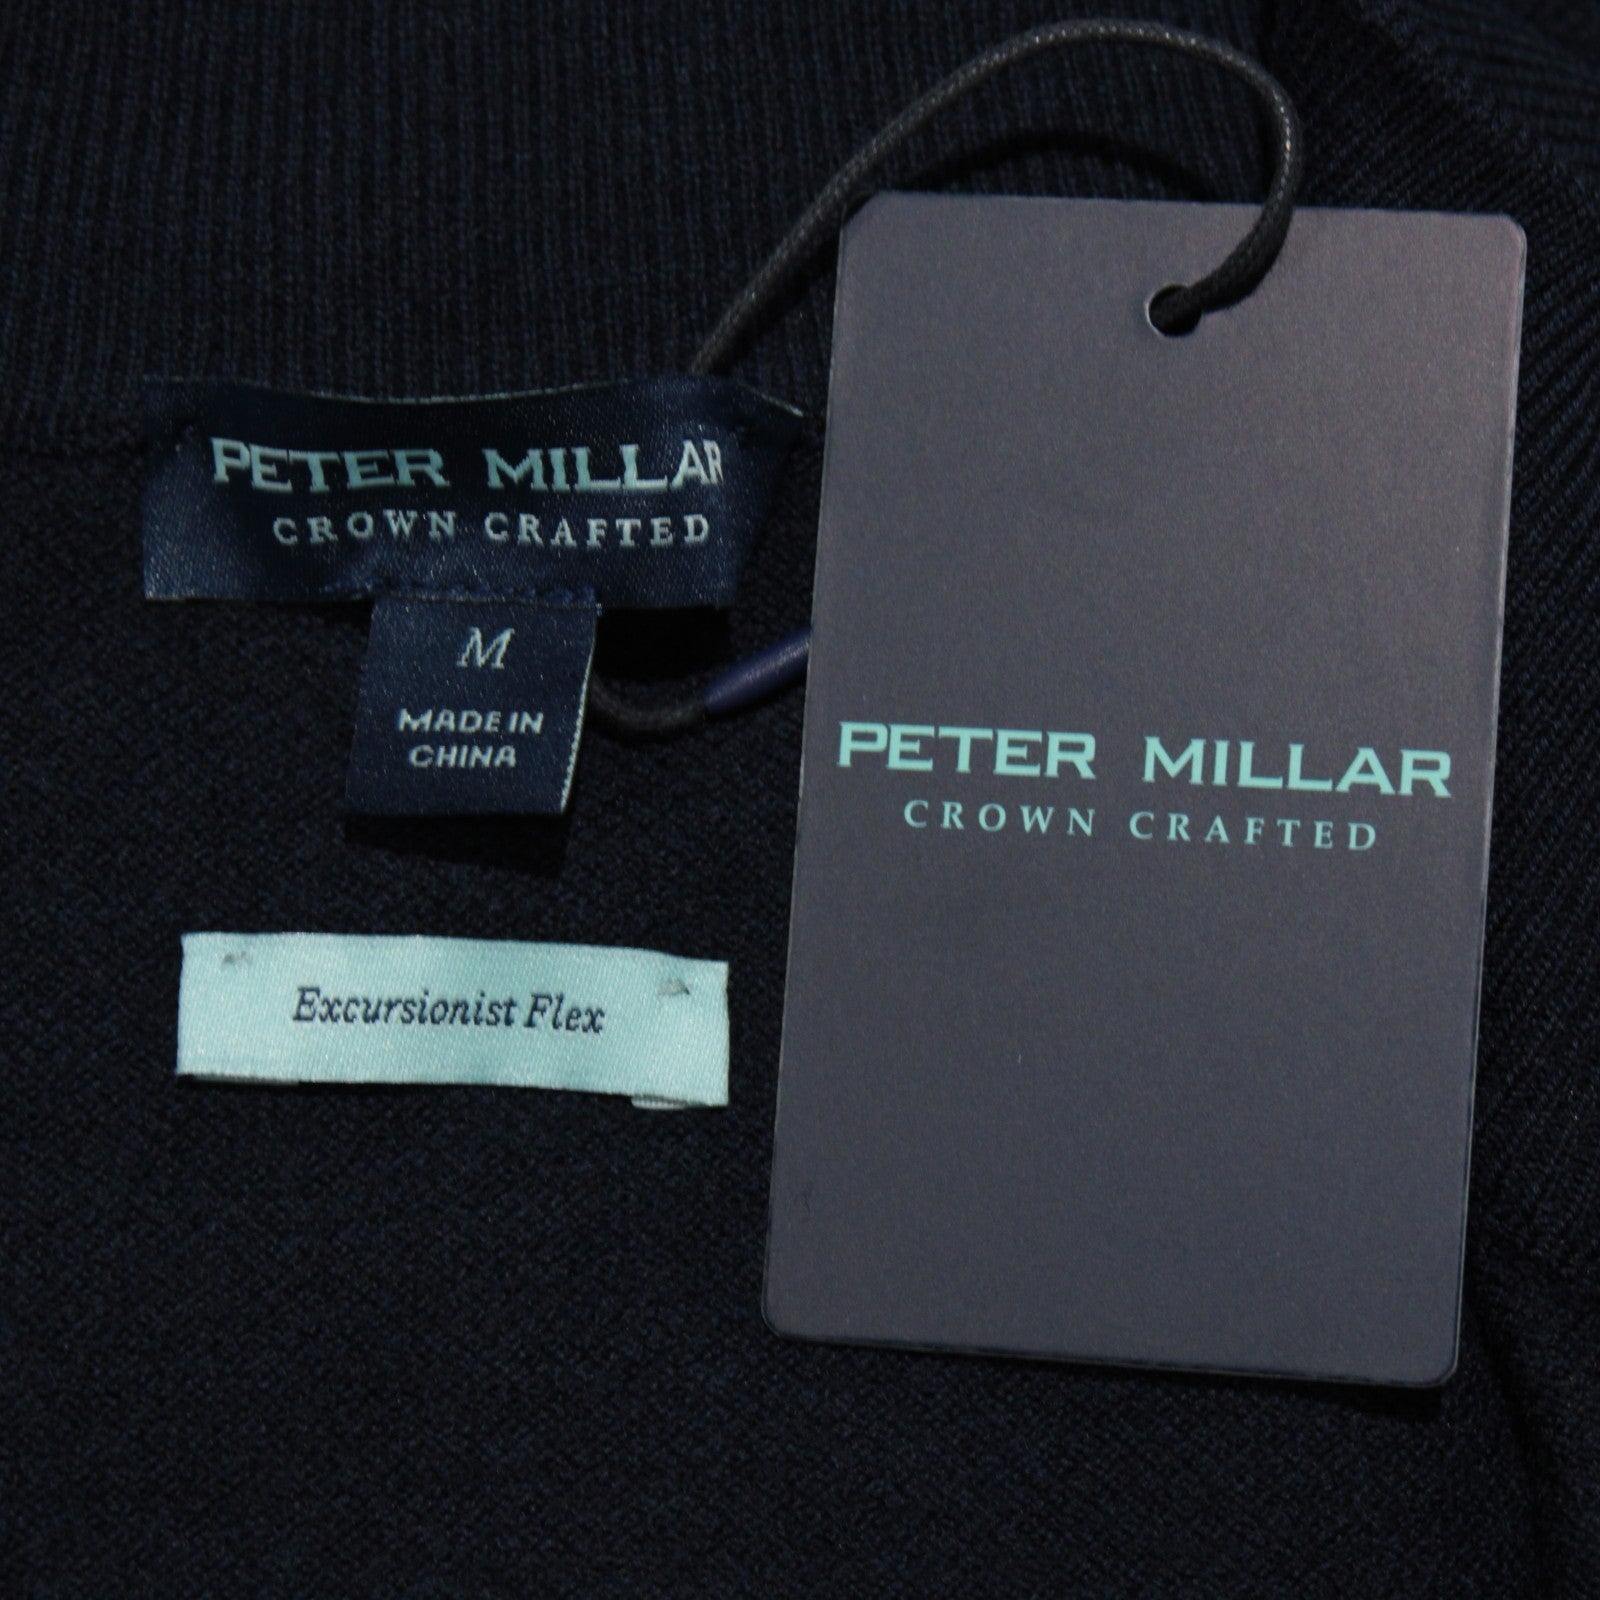 PETER MILLAR
CROWN CRAFTED
M
MADE IN
CHINA
Excursionist Flex
PETER MILLAR
CROWN CRAFTED